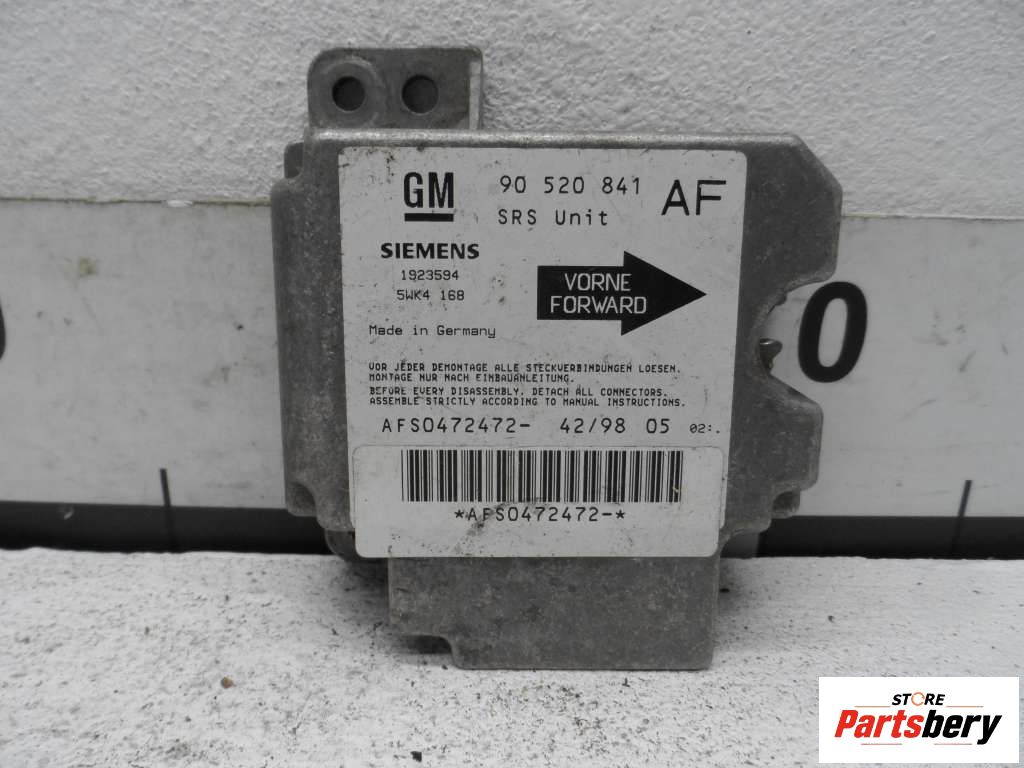 GM 90 520 841 AF
SRS Unit
SIEMENS
1923594
5WK4 168
VORNE
FORWARD
Made in Germany
VOR JEDER DEMONTAGE ALLE STECKVERBINDUNGEN LOESEN.
MONTAGE NUR NACH EINBAUANLEITUNG.
BEFORE EVERY DISASSEMBLY, DETACH ALL CONNECTORS.
ASSEMBLE STRICTLY ACCORDING TO MANUAL INSTRUCTIONS.
AFS0472472- 42/98 05 02:.
*AFS0472472-*
0
STORE
Partsbery